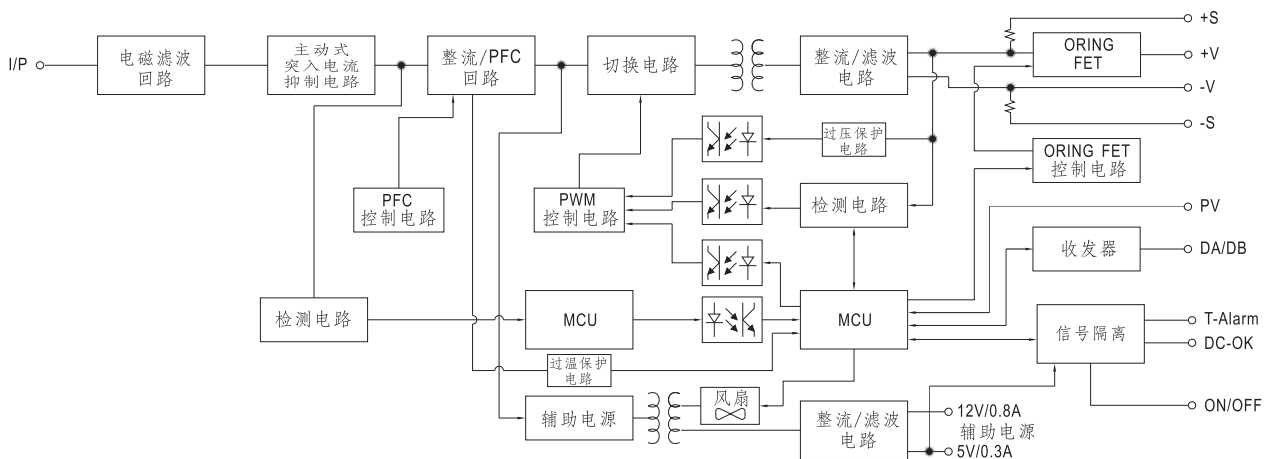 I/P
电磁滤波
回路
主动式
突入电流
抑制电路
整流/PFC
回路
切换电路
整流/滤波
电路
ORING
FET
+S
+V
-V
-S
过压保护
电路
ORING FET
控制电路
PFC
控制电路
PWM
控制电路
检测电路
PV
收发器
DA/DB
检测电路
MCU
MCU
信号隔离
T-Alarm
DC-OK
过温保护
电路
风扇
辅助电源
整流/滤波
电路
12V/0.8A
辅助电源
5V/0.3A
ON/OFF